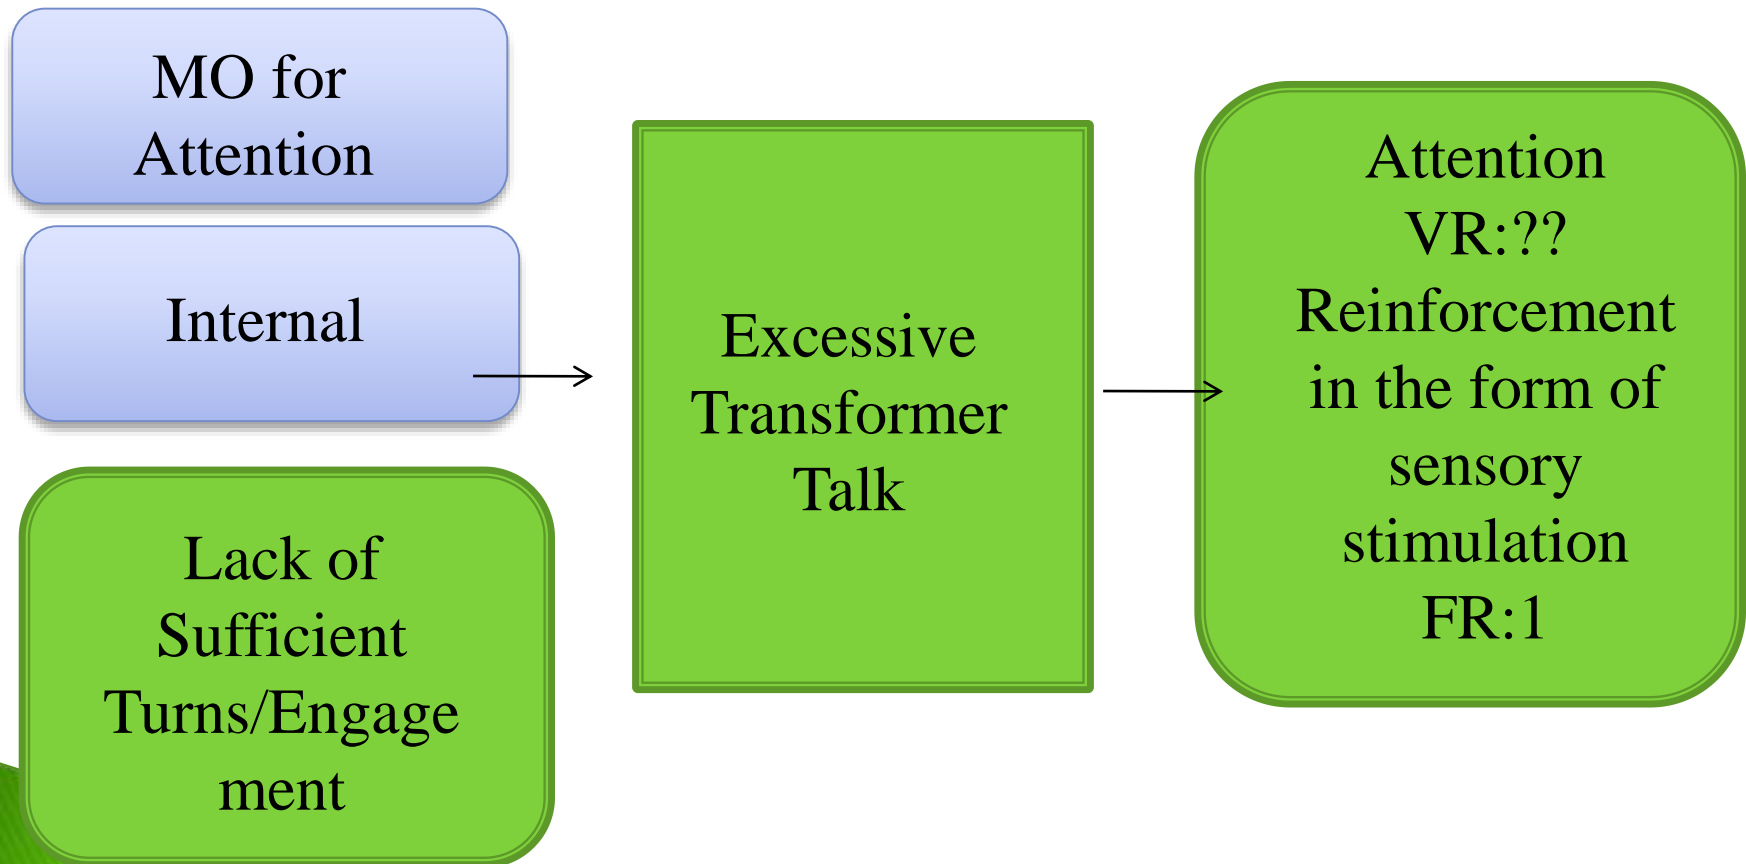 MO for
Attention
Internal
Lack of
Sufficient
Turns/Engage
ment
Excessive
Transformer
Talk
Attention
VR:??
Reinforcement
in the form of
sensory
stimulation
FR:1